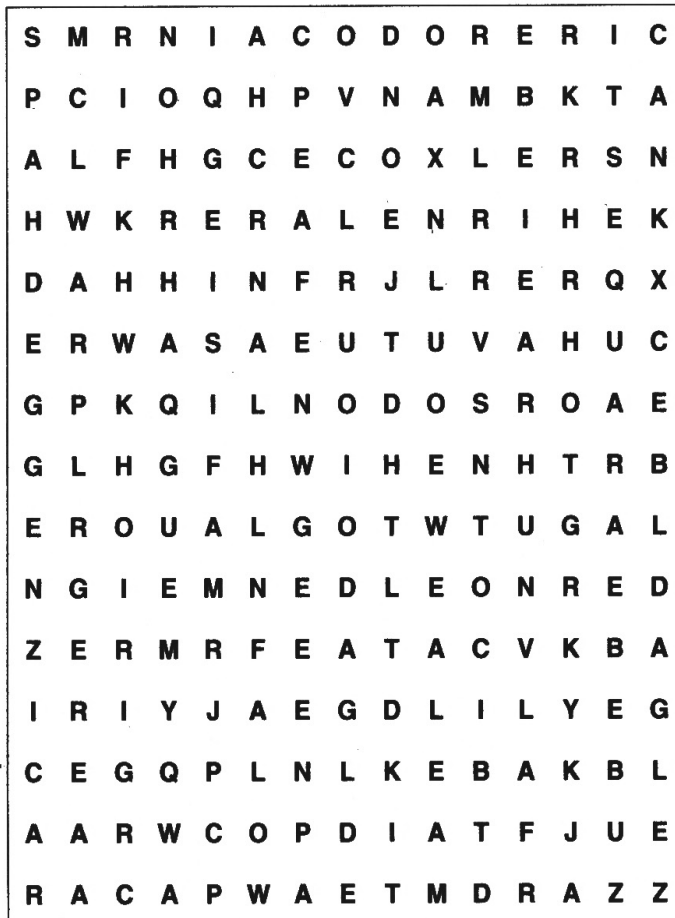 S M R N I A C O D O R E R I C
P C I O Q H P V N A M B K T A
A L F H G C E C O X L E R S N
H W K R E R A L E N R I H E K
D A H H I N F R J L R E R Q X
E R W A S A E U T U V A H U C
G P K Q I L N O D O S R O A E
G L H G F H W I H E N H T R B
E R O U A L G O T W T U G A L
N G I E M N E D L E O N R E D
Z E R M R F E A T A C V K B A
I R I Y J A E G D L I L Y E G
C E G Q P L N L K E B A K B L
A A R W C O P D I A T F J U E
R A C A P W A E T M D R A Z Z